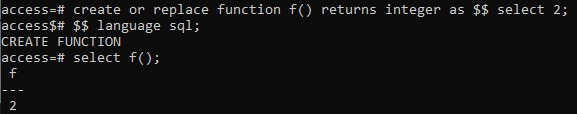 access=# create or replace function f() returns integer as $$ select 2;
access$# $$ language sql;
CREATE FUNCTION
access=# select f();
 f
---
 2